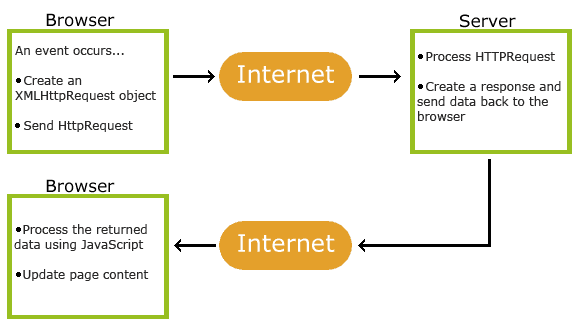 Browser
An event occurs...
•Create an
XMLHttpRequest object
•Send HttpRequest
Internet
Server
•Process HTTPRequest
•Create a response and
send data back to the
browser
Browser
•Process the returned
data using JavaScript
•Update page content
Internet